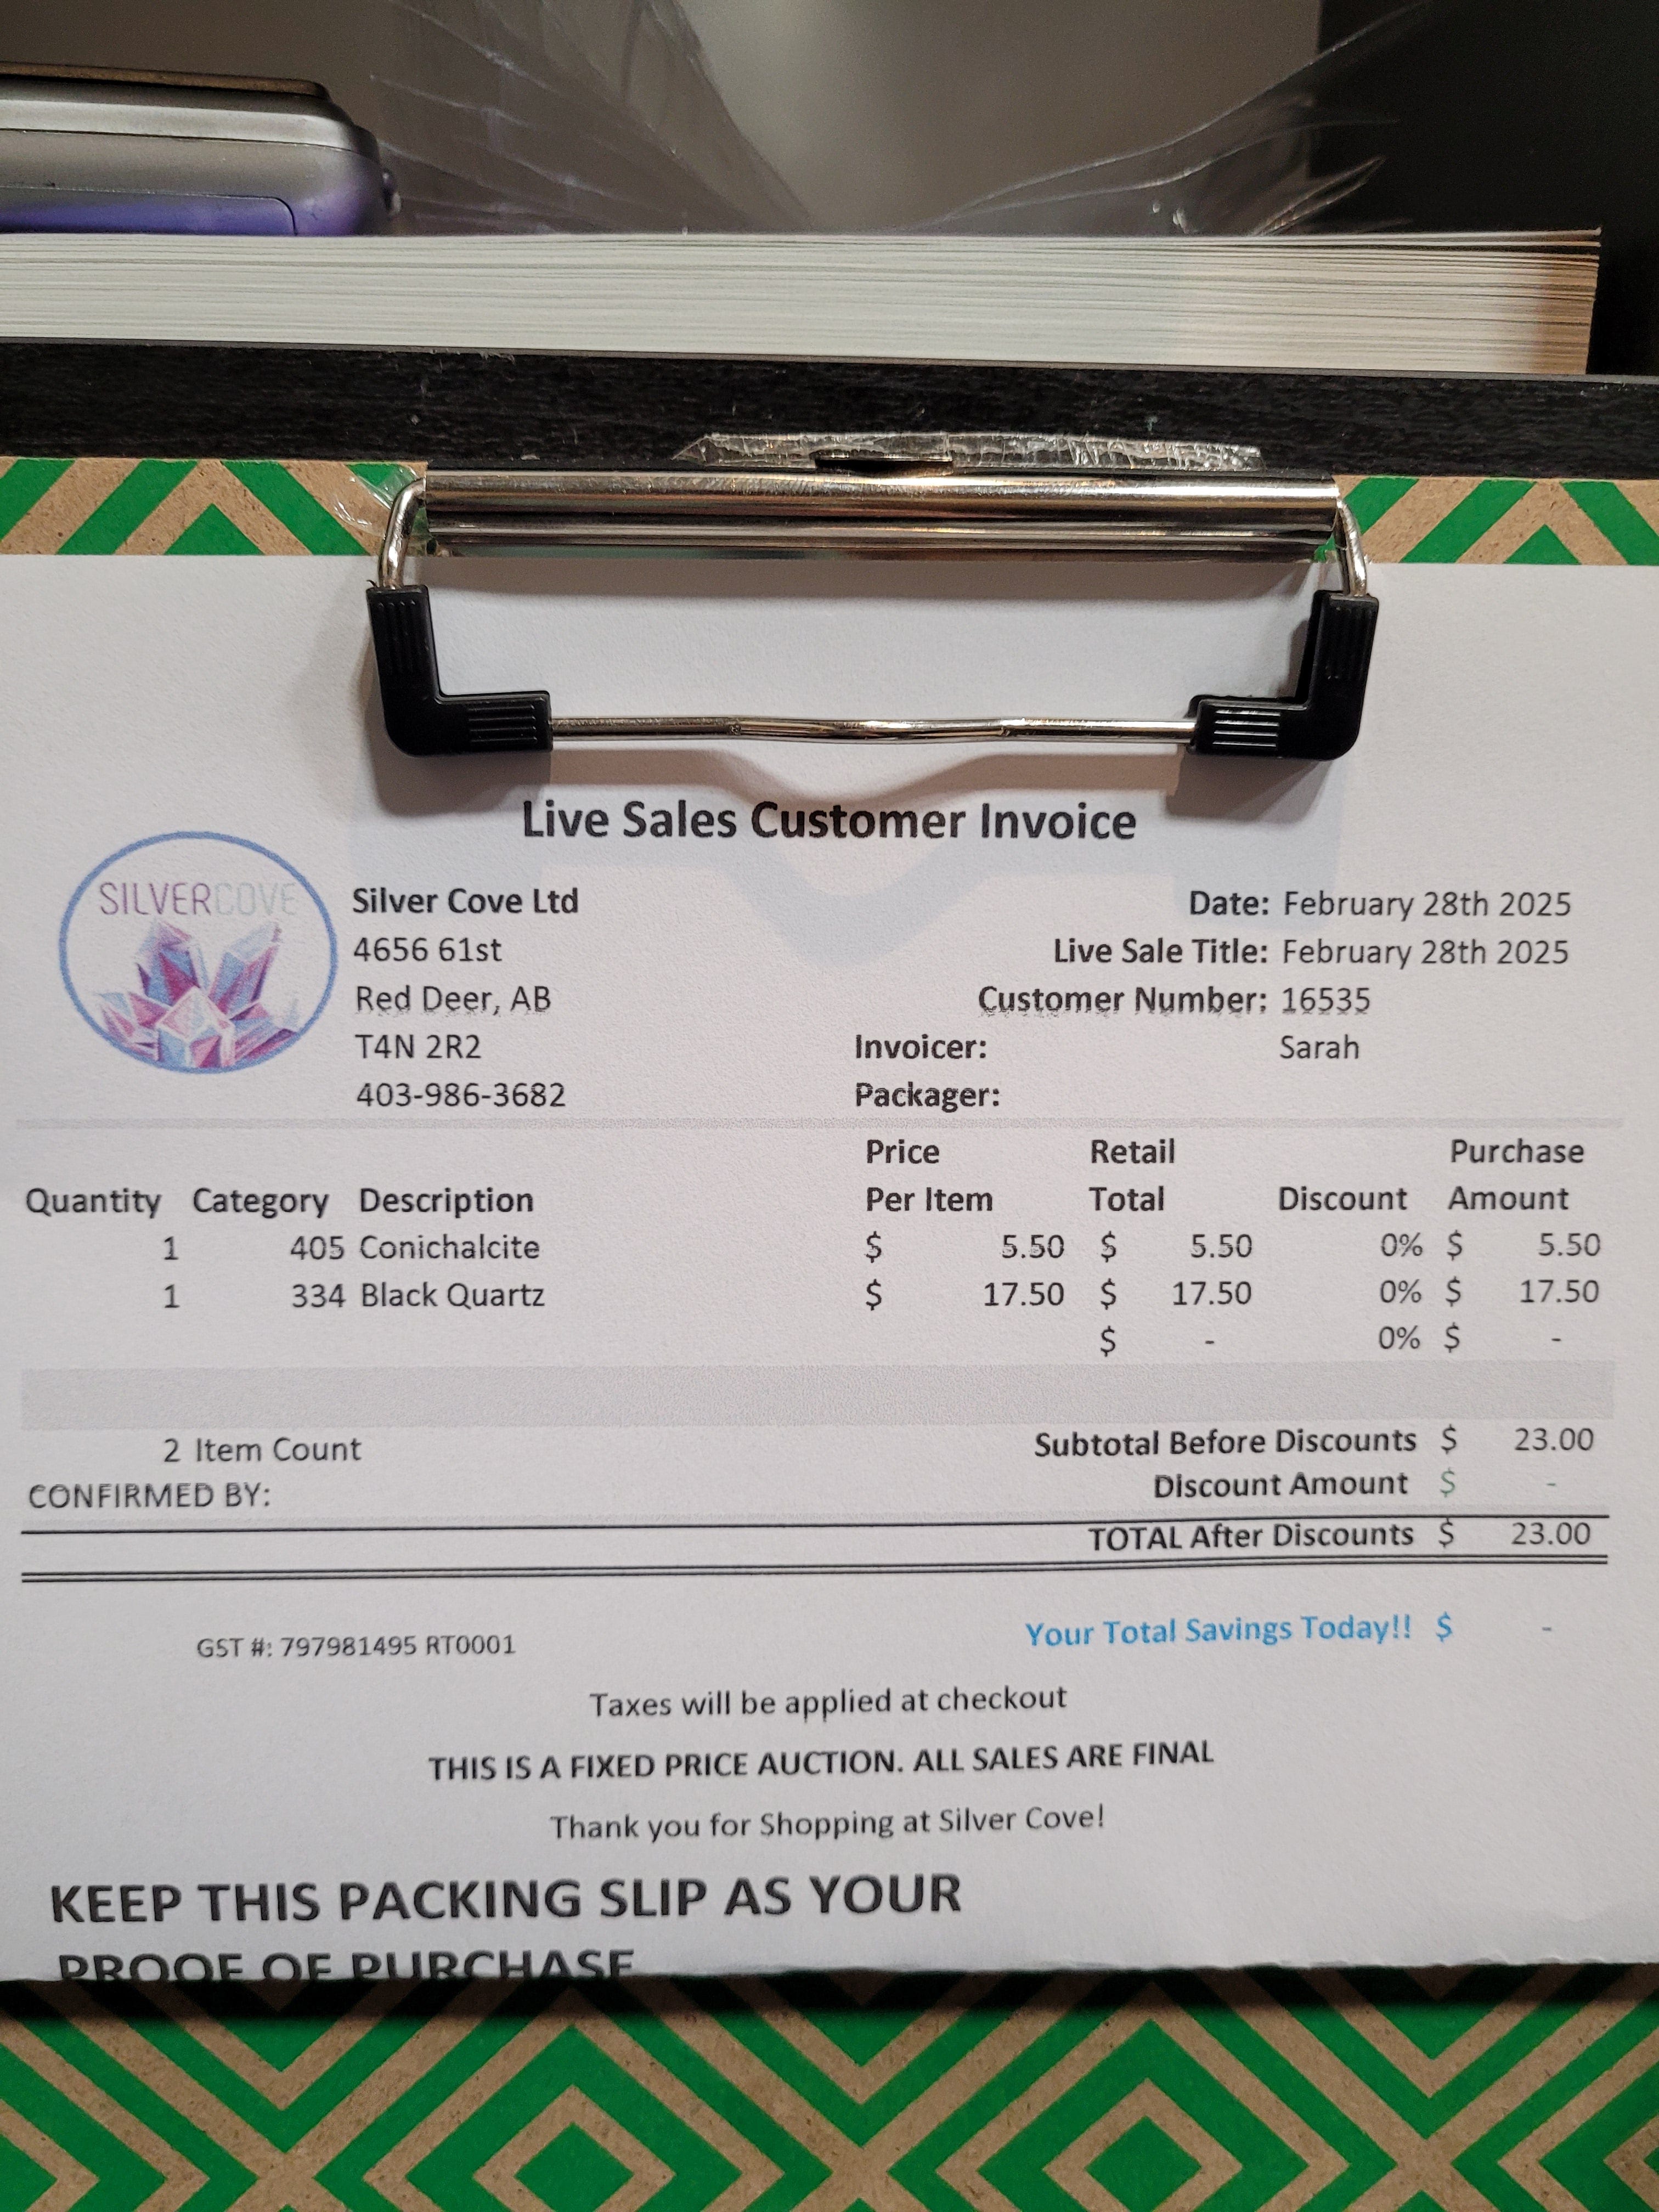 Live Sales Customer Invoice
SILVERCOVE
Silver Cove Ltd
4656 61st
Red Deer, AB
T4N 2R2
403-986-3682
Date: February 28th 2025
Live Sale Title: February 28th 2025
Customer Number: 16535
Invoicer: Sarah
Packager:
Quantity Category Description Price Per Item Retail Total Discount Purchase Amount
1 405 Conichalcite $ 5.50 $ 5.50 0% $ 5.50
1 334 Black Quartz $ 17.50 $ 17.50 0% $ 17.50
$ - 0% $ -
2 Item Count Subtotal Before Discounts $ 23.00
CONFIRMED BY: Discount Amount $ -
TOTAL After Discounts $ 23.00
GST #: 797981495 RT0001 Your Total Savings Today!! $ -
Taxes will be applied at checkout
THIS IS A FIXED PRICE AUCTION. ALL SALES ARE FINAL
Thank you for Shopping at Silver Cove!
KEEP THIS PACKING SLIP AS YOUR
PROOF OF PURCHASE